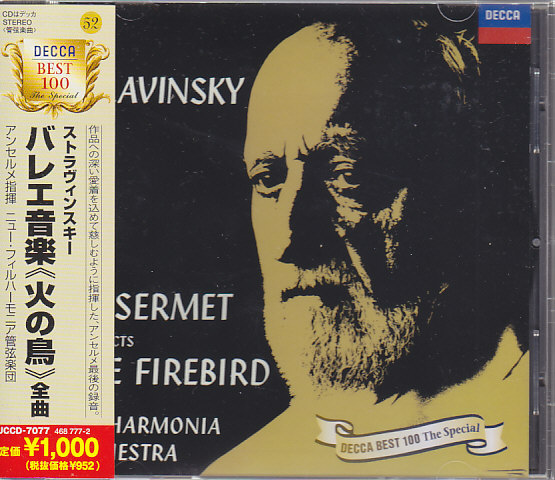 CDはデッカ
STEREO
〈管弦楽曲〉
52
DECCA
BEST
100
The Special
ストラヴィンスキー
バレエ音楽《火の鳥》全曲
アンセルメ指揮 ニュー・フィルハーモニア管弦楽団
作品への深い愛着を込めて慈しむように指揮した、アンセルメ最後の録音。
UCCD-7077 468 777-2
定価 ¥1,000
(税抜価格¥952)
DECCA
AVINSKY
SERMET
CTS
E FIREBIRD
HARMONIA
HESTRA
DECCA BEST 100 The Special